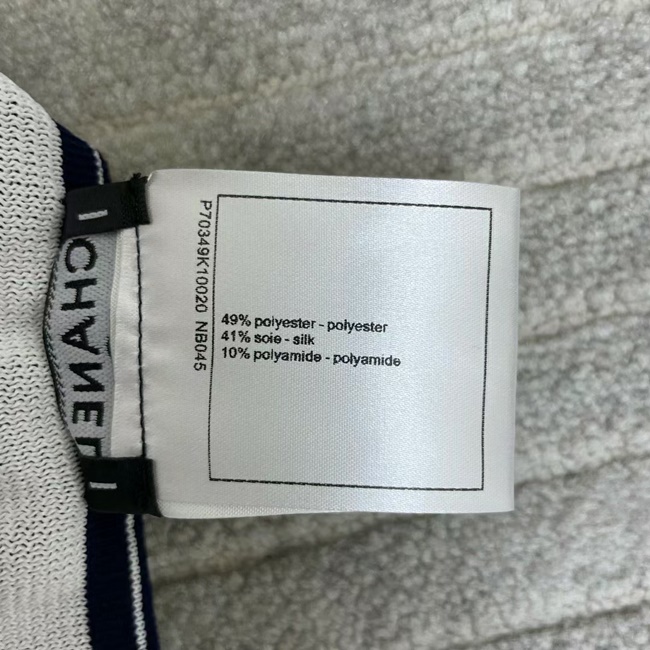 P70349K10020 NB045
49% polyester - polyester
41% soie - silk
10% polyamide - polyamide
CHANEL